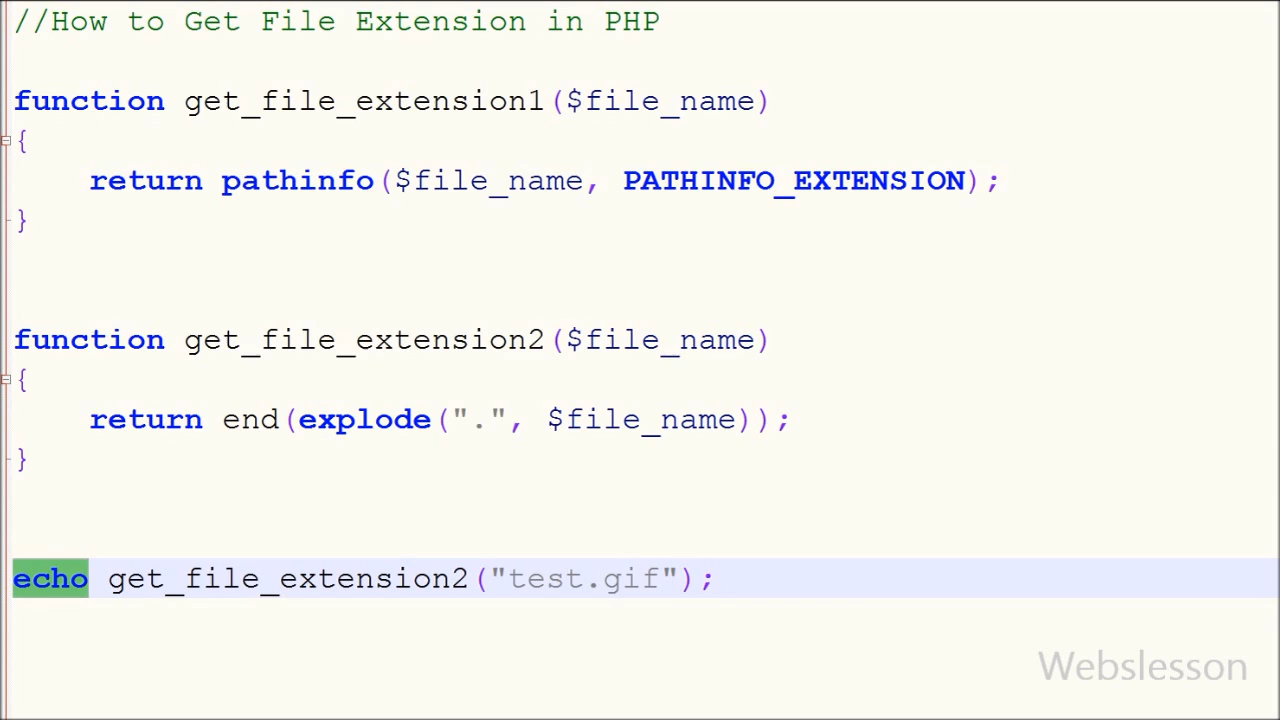 //How to Get File Extension in PHP
function get_file_extension1($file_name)
{
return pathinfo($file_name, PATHINFO_EXTENSION);
}
function get_file_extension2($file_name)
{
return end(explode(".", $file_name));
}
echo get_file_extension2("test.gif");
Webslesson